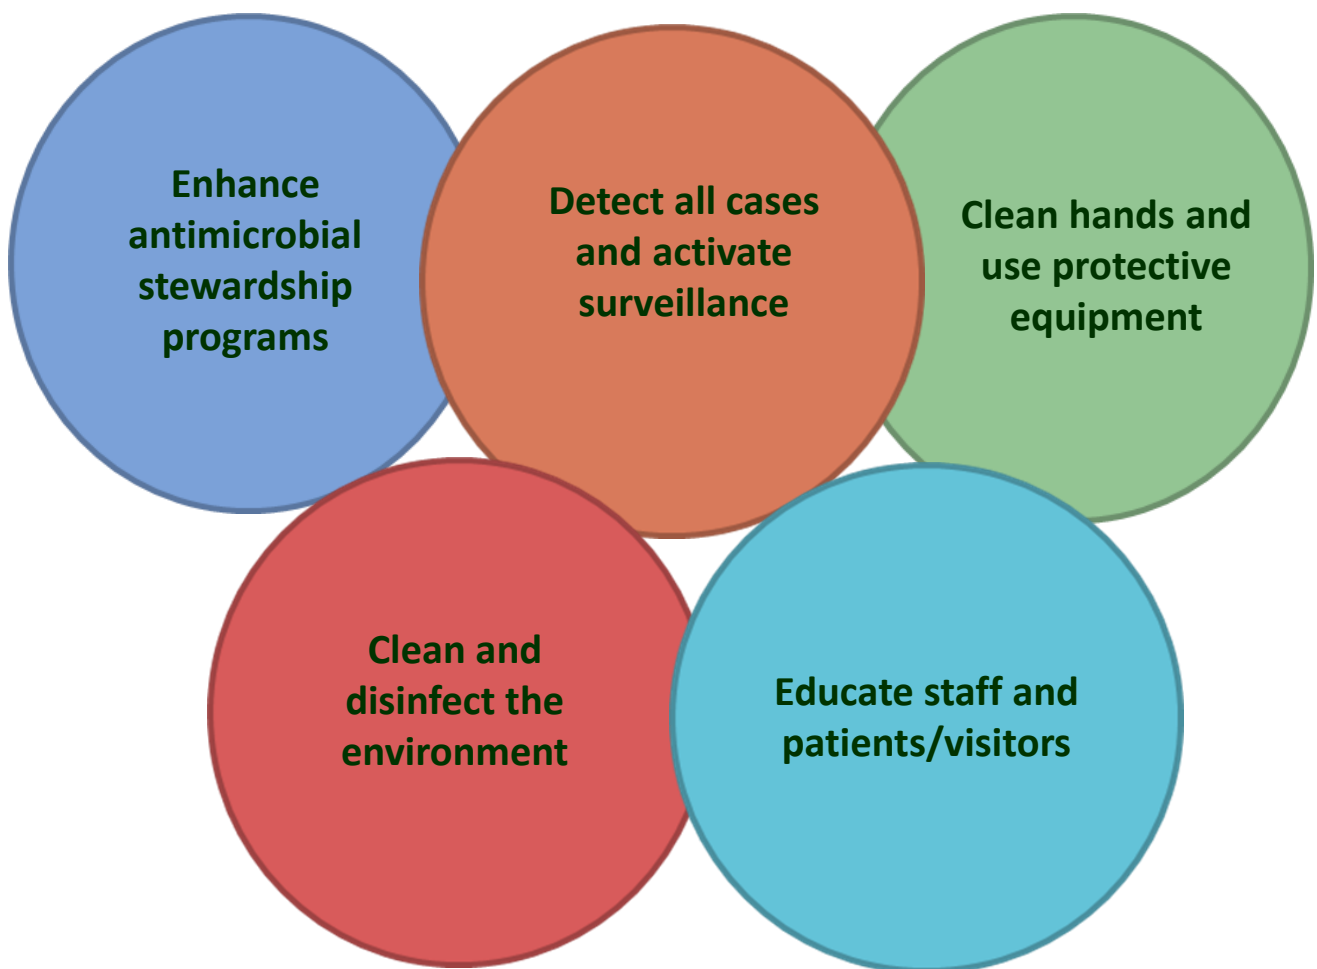 Enhance
antimicrobial
stewardship
programs
Detect all cases
and activate
surveillance
Clean hands and
use protective
equipment
Clean and
disinfect the
environment
Educate staff and
patients/visitors